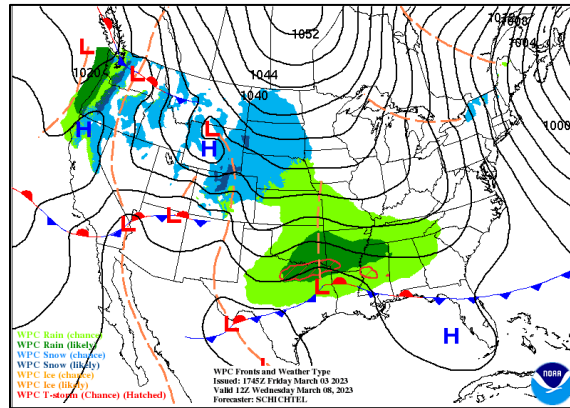 1052
1008
1004
L
1020
L
1044
1040
L
H
H
1000
L
L
L
L
H
L
WPC Rain (chance)
WPC Rain (likely)
WPC Snow (chance)
WPC Snow (likely)
WPC Ice (chance)
WPC Ice (likely)
WPC T-storm (Chance) (Hatched)
WPC Fronts and Weather Type
Issued: 1745Z Friday March 03 2023
Valid 12Z Wednesday March 08, 2023
Forecaster: SCHICHTEL
NOAA